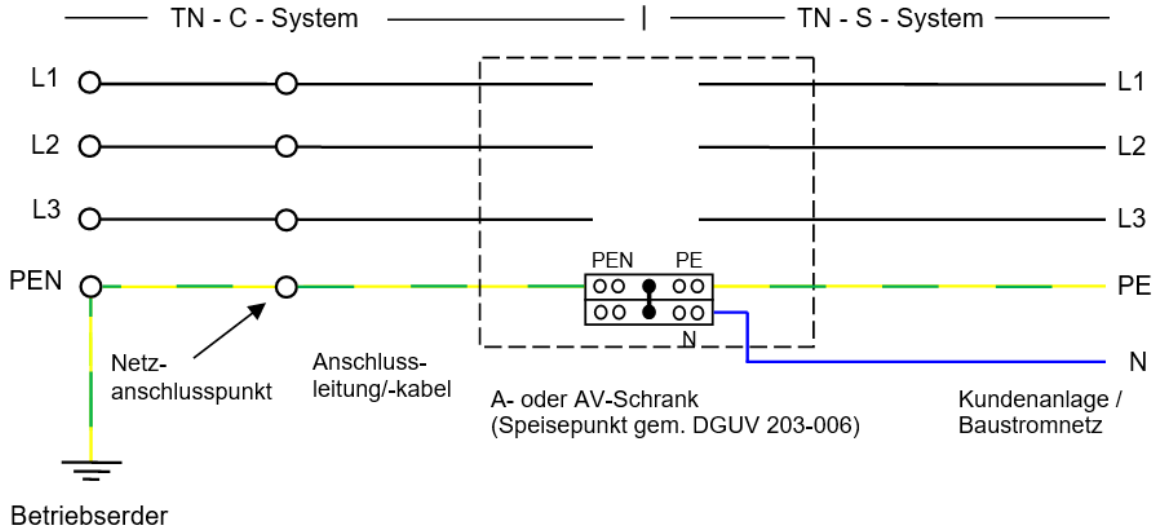 TN - C - System
TN - S - System
L1
L1
L2
L2
L3
L3
PEN
PEN
PE
PE
N
N
Netz-
anschlusspunkt
Anschluss-
leitung/-kabel
A- oder AV-Schrank
(Speisepunkt gem. DGUV 203-006)
Kundenanlage /
Baustromnetz
Betriebserder